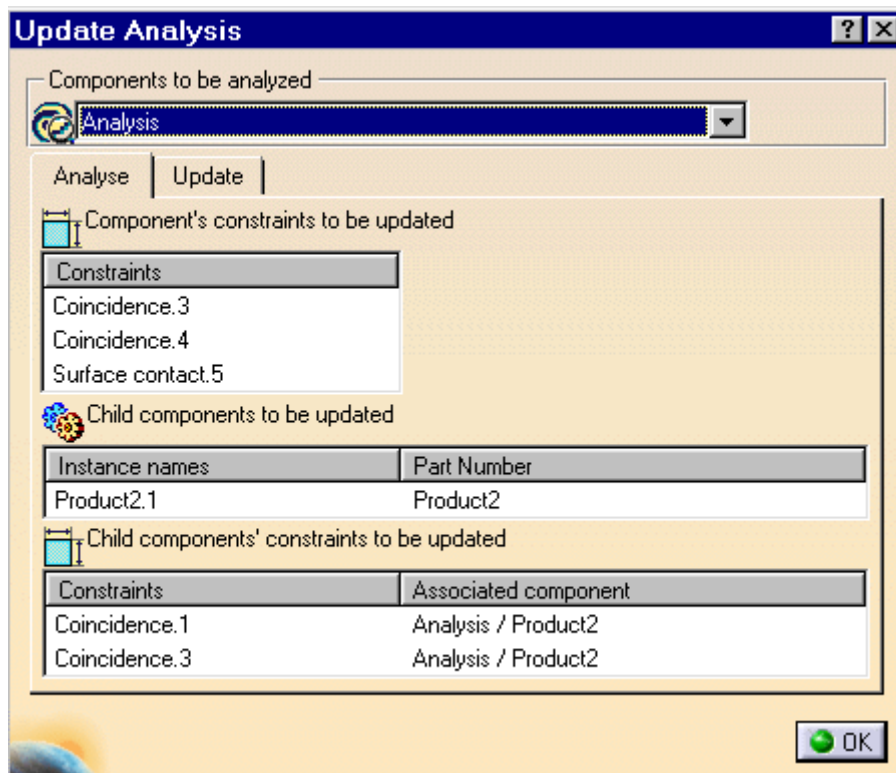 Update Analysis
Components to be analyzed
Analysis
Analyse Update
Component's constraints to be updated
Constraints
Coincidence.3
Coincidence.4
Surface contact.5
Child components to be updated
Instance names Part Number
Product2.1 Product2
Child components' constraints to be updated
Constraints Associated component
Coincidence.1 Analysis / Product2
Coincidence.3 Analysis / Product2
OK